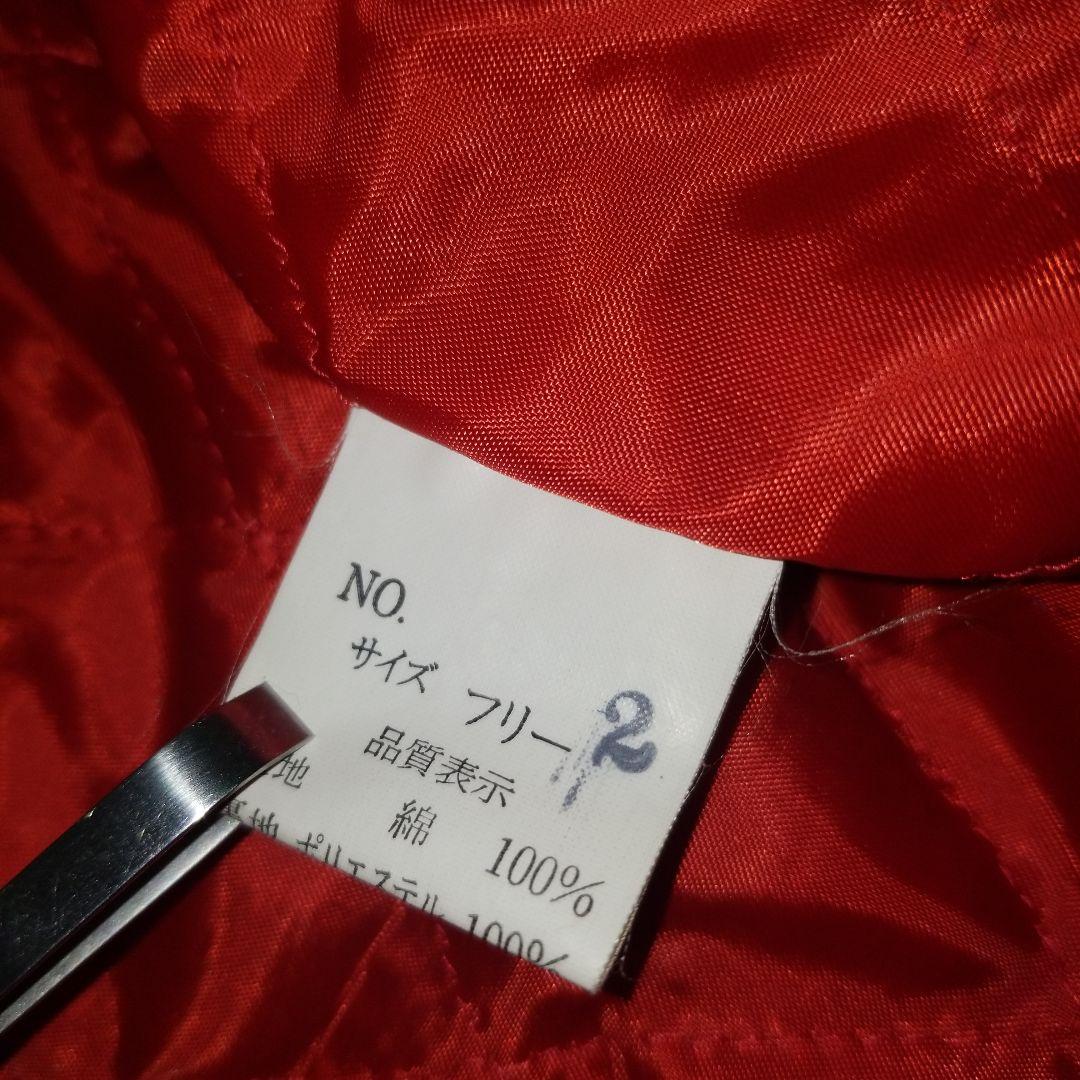 NO.
サイズ フリー 2
品質表示
地 綿 100%
地 ポリエステル 100%